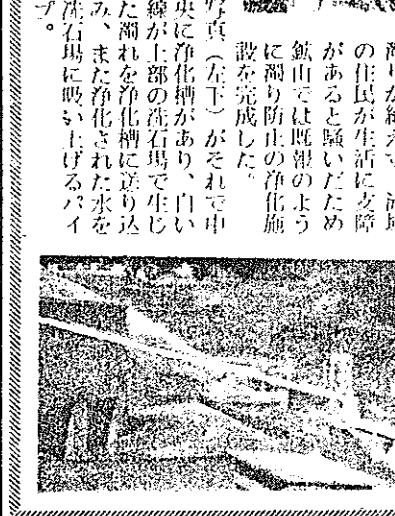 濁りが絶えず、流域
の住民が生活に支障
があると騒いだため
鉱山では既報のよう
に濁り防止の浄化施
設を完成した。
写真（左下）がそれで中
央に浄化槽があり、白い
線が上部の洗石場で生じ
た濁れを浄化槽に送り込
み、また浄化された水を
洗石場に吸い上げるパイ
プ。